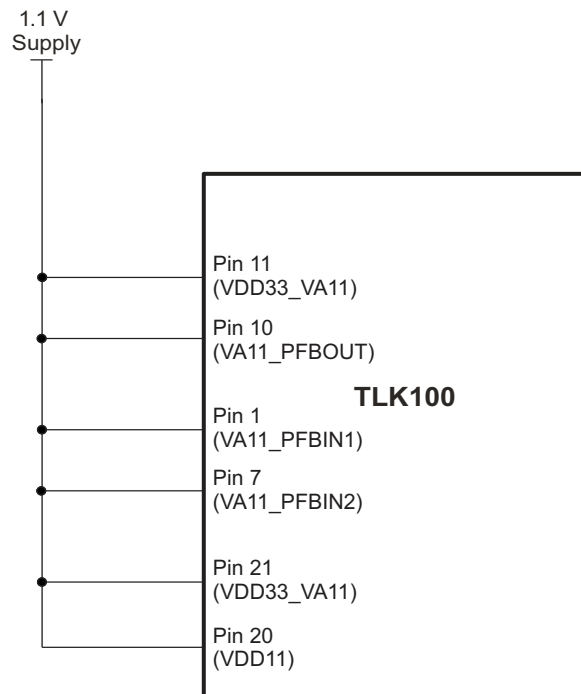 1.1 V
Supply
Pin 11
(VDD33_VA11)
Pin 10
(VA11_PFBOUT)
TLK100
Pin 1
(VA11_PFBIN1)
Pin 7
(VA11_PFBIN2)
Pin 21
(VDD33_VA11)
Pin 20
(VDD11)